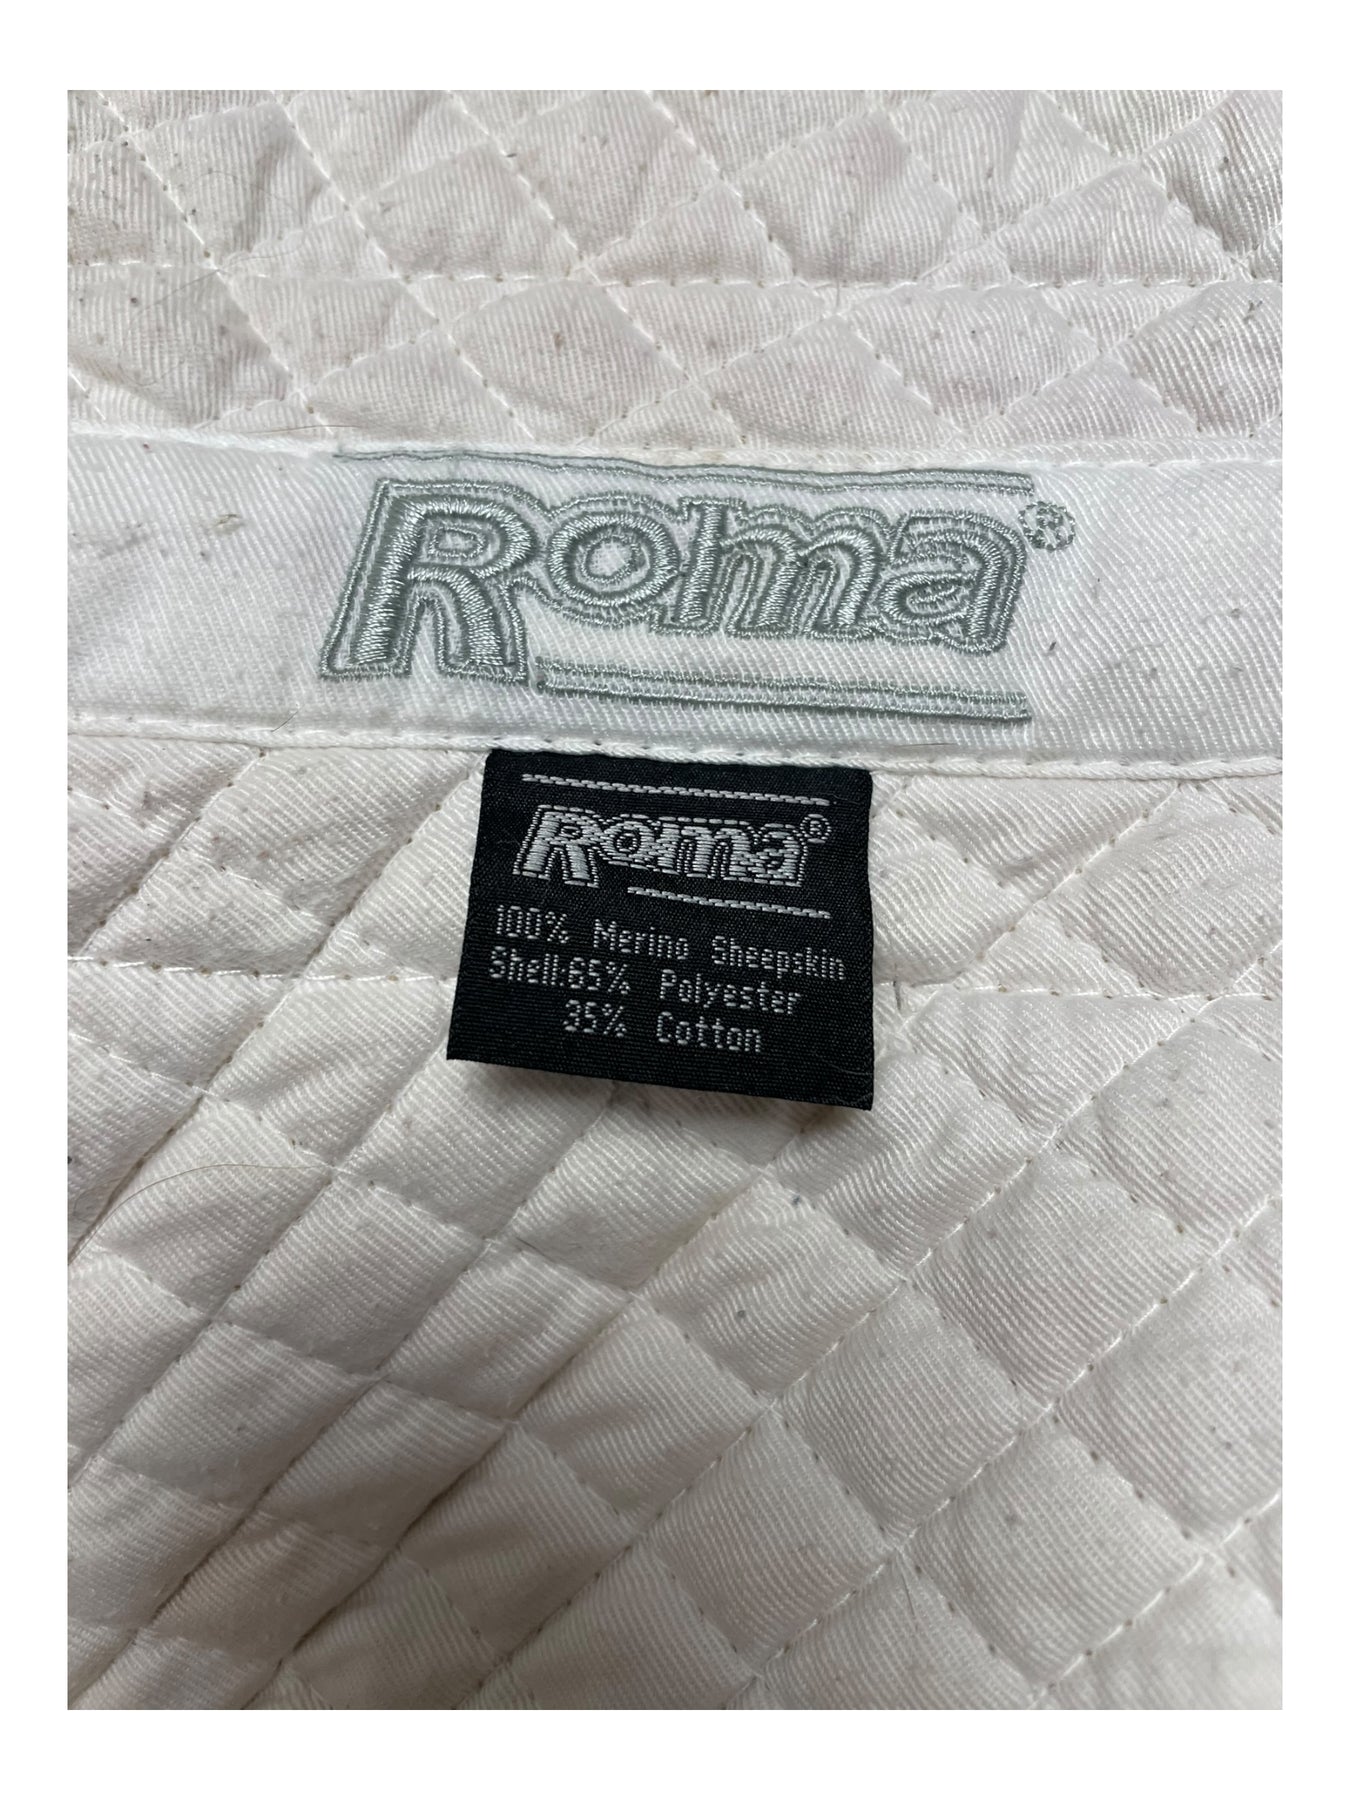 Roma®
Roma®
100% Merino Sheepskin
Shell:65% Polyester
35% Cotton